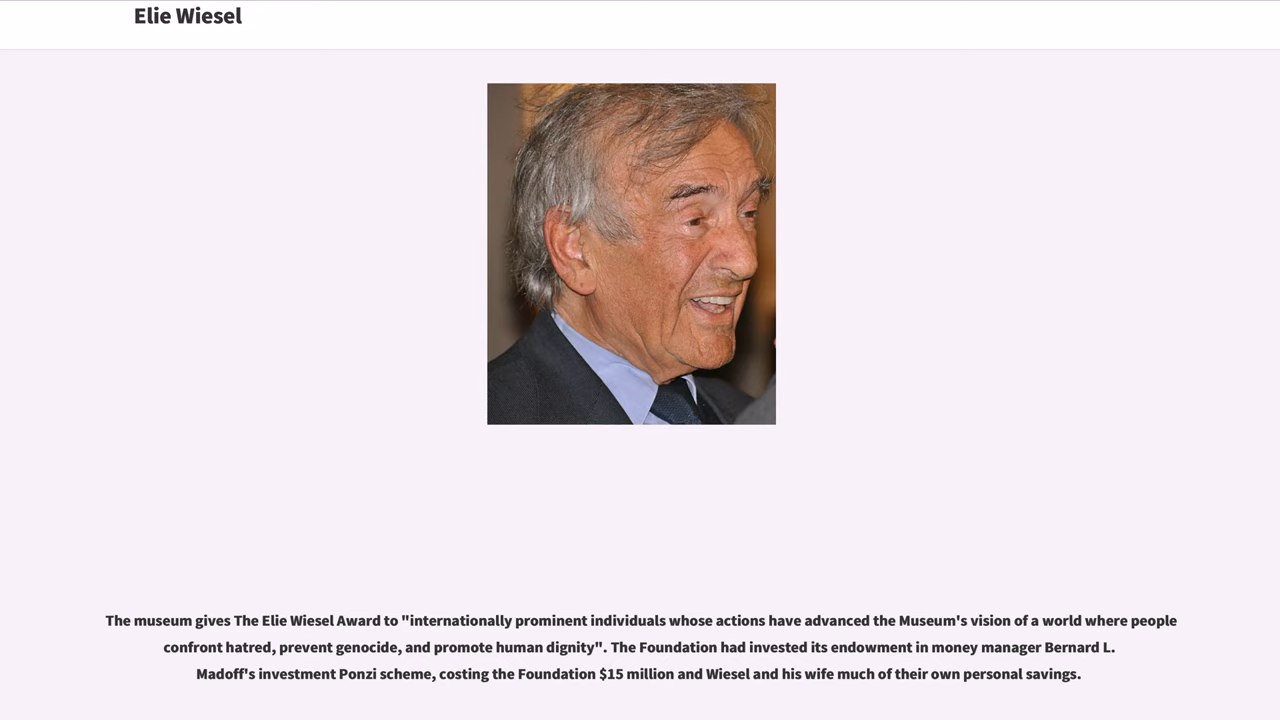 Elie Wiesel
The museum gives The Elie Wiesel Award to "internationally prominent individuals whose actions have advanced the Museum's vision of a world where people
confront hatred, prevent genocide, and promote human dignity". The Foundation had invested its endowment in money manager Bernard L.
Madoff's investment Ponzi scheme, costing the Foundation $15 million and Wiesel and his wife much of their own personal savings.